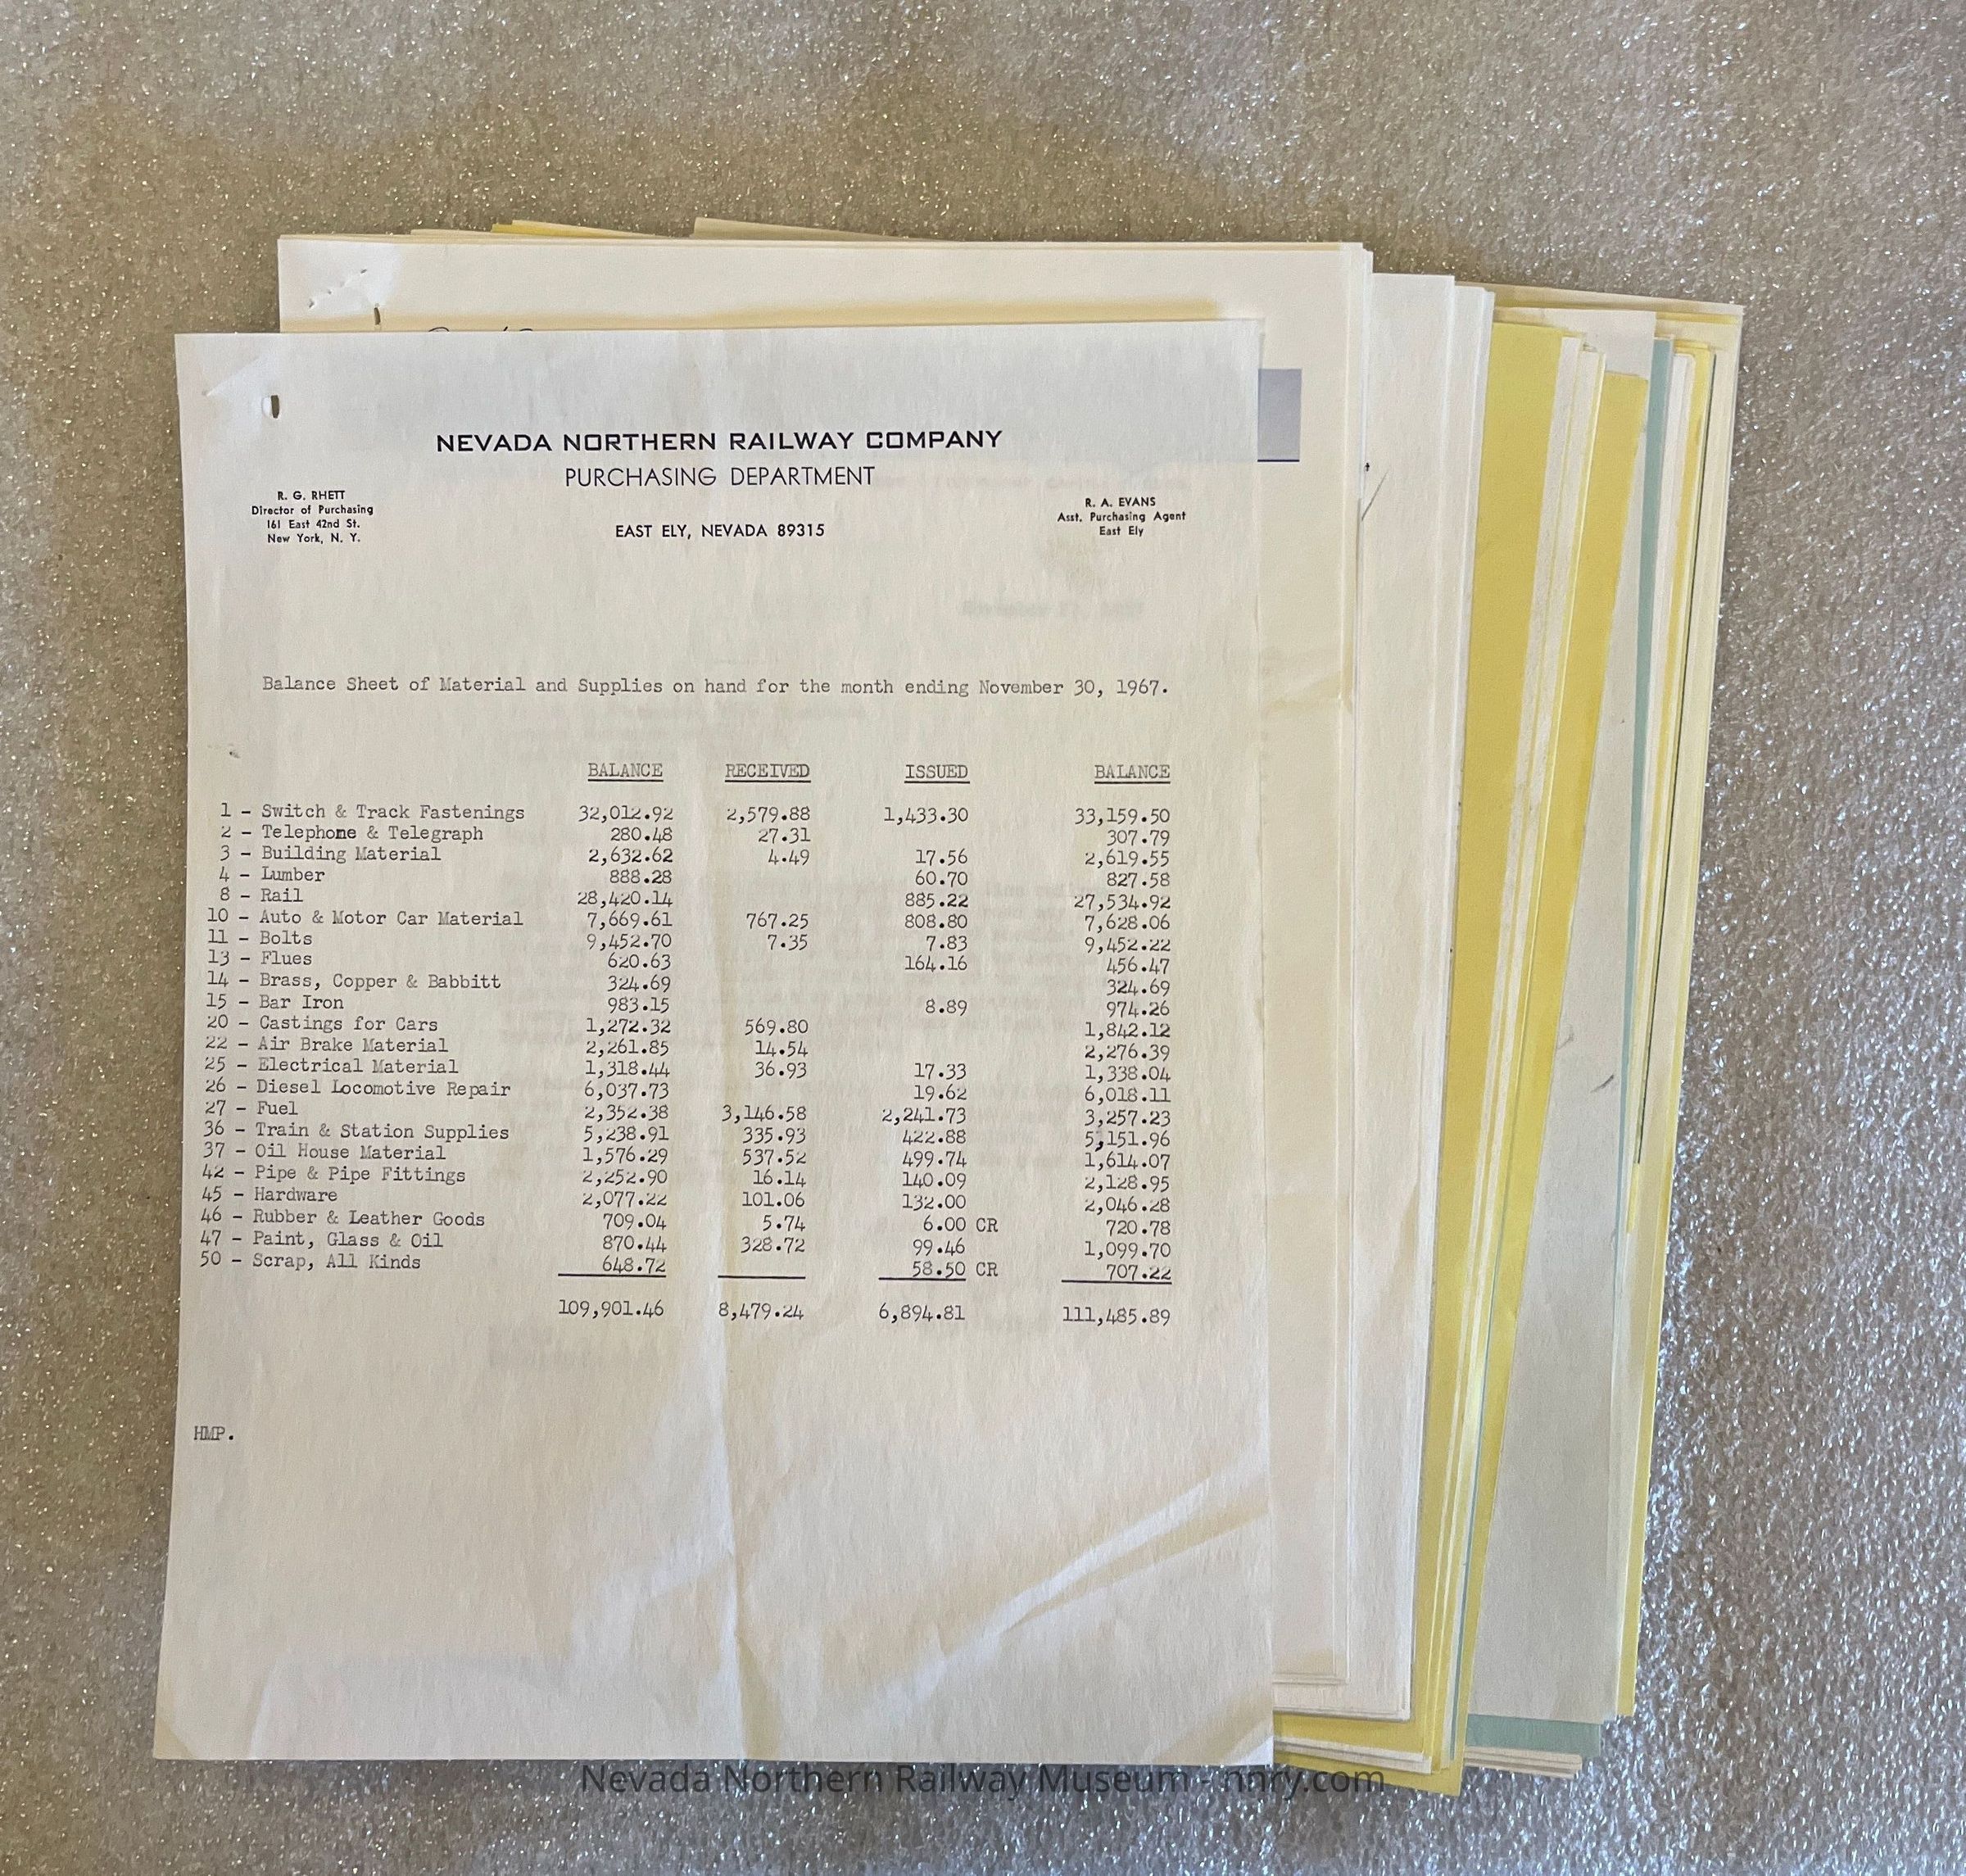 NEVADA NORTHERN RAILWAY COMPANY
PURCHASING DEPARTMENT
R. G. RHETT
Director of Purchasing
161 East 42nd St.
New York, N. Y.
EAST ELY, NEVADA 89315
R. A. EVANS
Asst. Purchasing Agent
East Ely
Balance Sheet of Material and Supplies on hand for the month ending November 30, 1967.
BALANCE RECEIVED ISSUED BALANCE
1 - Switch & Track Fastenings 32,012.92 2,579.88 1,433.30 33,159.50
2 - Telephone & Telegraph 280.48 27.31 307.79
3 - Building Material 2,632.62 4.49 17.56 2,619.55
4 - Lumber 888.28 60.70 827.58
8 - Rail 28,420.14 885.22 27,534.92
10 - Auto & Motor Car Material 7,669.61 767.25 808.80 7,628.06
11 - Bolts 9,452.70 7.35 7.83 9,452.22
13 - Flues 620.63 164.16 456.47
14 - Brass, Copper & Babbitt 324.69 324.69
15 - Bar Iron 983.15 8.89 974.26
20 - Castings for Cars 1,272.32 569.80 1,842.12
22 - Air Brake Material 2,261.85 14.54 2,276.39
25 - Electrical Material 1,318.44 36.93 17.33 1,338.04
26 - Diesel Locomotive Repair 6,037.73 19.62 6,018.11
27 - Fuel 2,352.38 3,146.58 2,241.73 3,257.23
36 - Train & Station Supplies 5,238.91 335.93 422.88 5,151.96
37 - Oil House Material 1,576.29 537.52 499.74 1,614.07
42 - Pipe & Pipe Fittings 2,252.90 16.14 140.09 2,128.95
45 - Hardware 2,077.22 101.06 132.00 2,046.28
46 - Rubber & Leather Goods 709.04 5.74 6.00 CR 720.78
47 - Paint, Glass & Oil 870.44 328.72 99.46 1,099.70
50 - Scrap, All Kinds 648.72 58.50 CR 707.22
109,901.46 8,479.24 6,894.81 111,485.89
HMP.
Nevada Northern Railway Museum - nnry.com